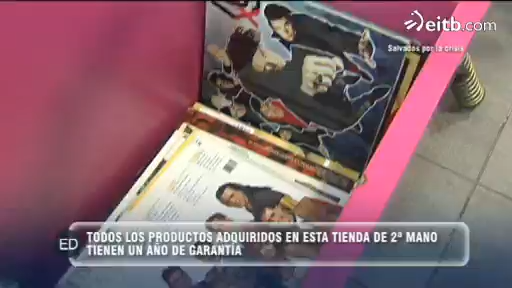 eitb.com
Salvados por la crisis
ED
TODOS LOS PRODUCTOS ADQUIRIDOS EN ESTA TIENDA DE 2ª MANO
TIENEN UN AÑO DE GARANTÍA